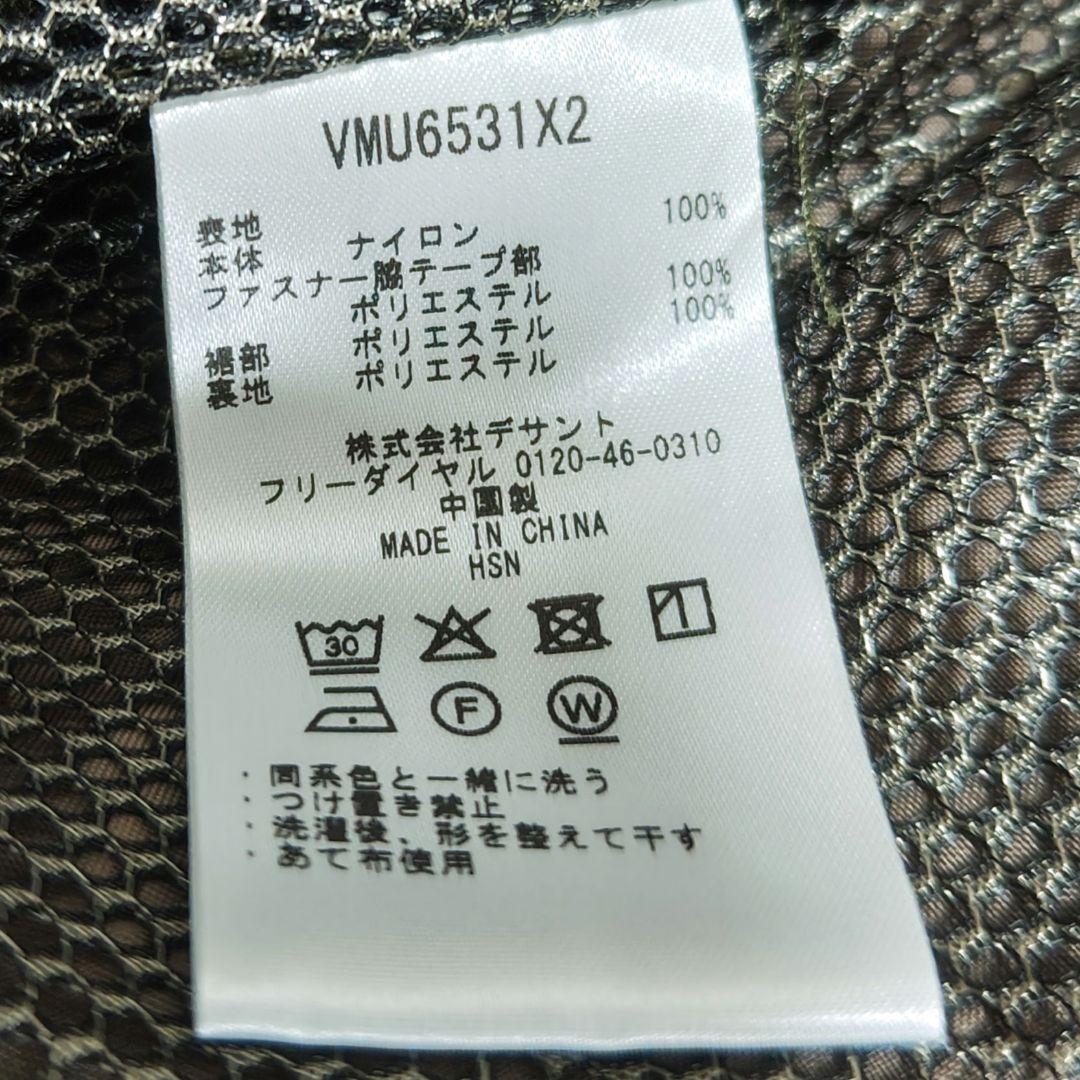 VMU6531X2
表地
本体 ナイロン 100%
ファスナー脇テープ部
ポリエステル 100%
ポリエステル 100%
裾部 ポリエステル
裏地
株式会社デサント
フリーダイヤル 0120-46-0310
中国製
MADE IN CHINA
HSN
30
F W
・同系色と一緒に洗う
・つけ置き禁止
・洗濯後、形を整えて干す
・あて布使用